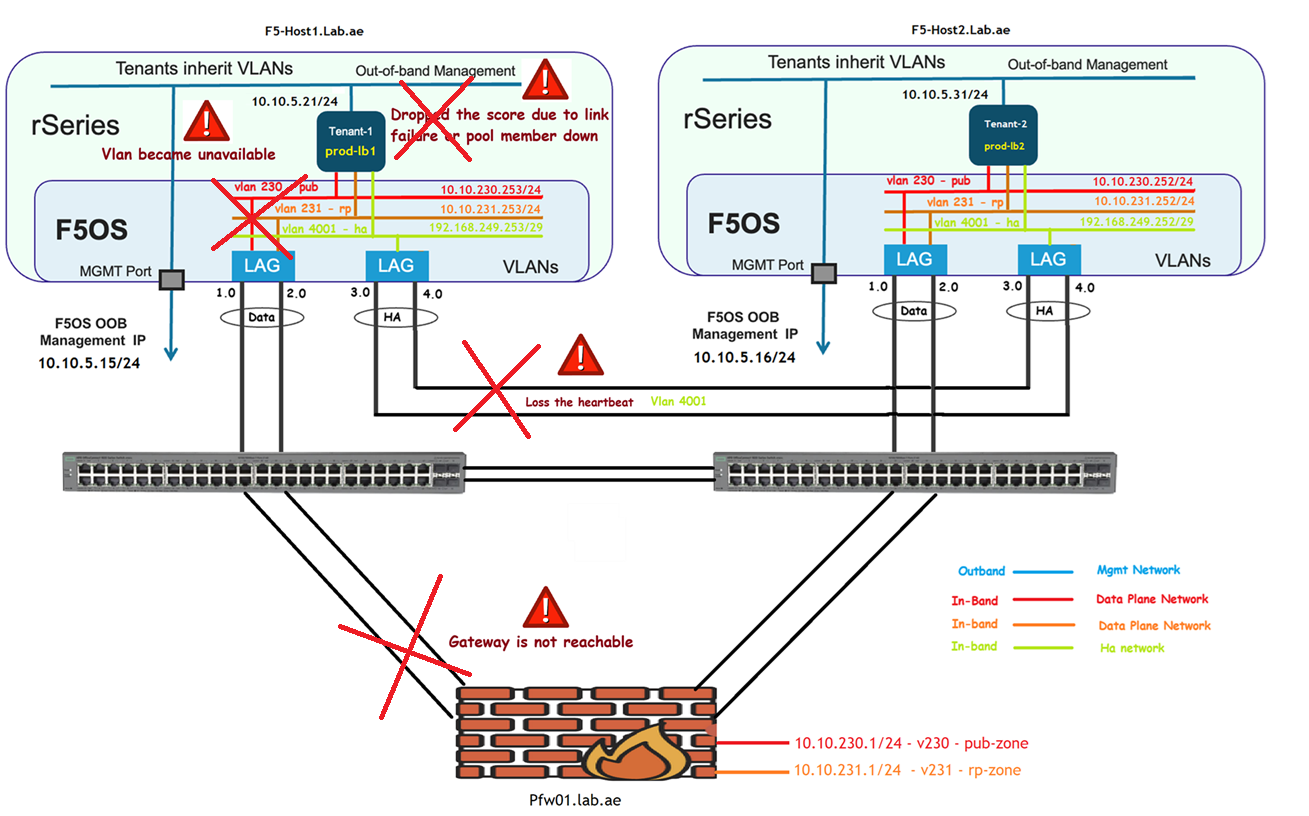 F5-Host1.Lab.ae
Tenants inherit VLANs
Out-of-band Management
10.10.5.21/24
rSeries
Tenant-1
prod-lb1
Dropped the score due to link
failure or pool member down
Vlan became unavailable
vlan 230 - pub
10.10.230.253/24
vlan 231 - rp
10.10.231.253/24
F5OS
vlan 4001 - ha
192.168.249.253/29
MGMT Port
LAG
LAG
VLANs
1.0
2.0
3.0
4.0
Data
HA
F5OS OOB
Management IP
10.10.5.15/24
F5-Host2.Lab.ae
Tenants inherit VLANs
Out-of-band Management
10.10.5.31/24
rSeries
Tenant-2
prod-lb2
vlan 230 - pub
10.10.230.252/24
vlan 231 - rp
10.10.231.252/24
F5OS
vlan 4001 - ha
192.168.249.252/29
MGMT Port
LAG
LAG
VLANs
1.0
2.0
3.0
4.0
Data
HA
F5OS OOB
Management IP
10.10.5.16/24
Loss the heartbeat
Vlan 4001
Gateway is not reachable
Outband
Mgmt Network
In-Band
Data Plane Network
In-band
Data Plane Network
In-band
Ha network
10.10.230.1/24 - v230 - pub-zone
10.10.231.1/24 - v231 - rp-zone
Pfw01.lab.ae